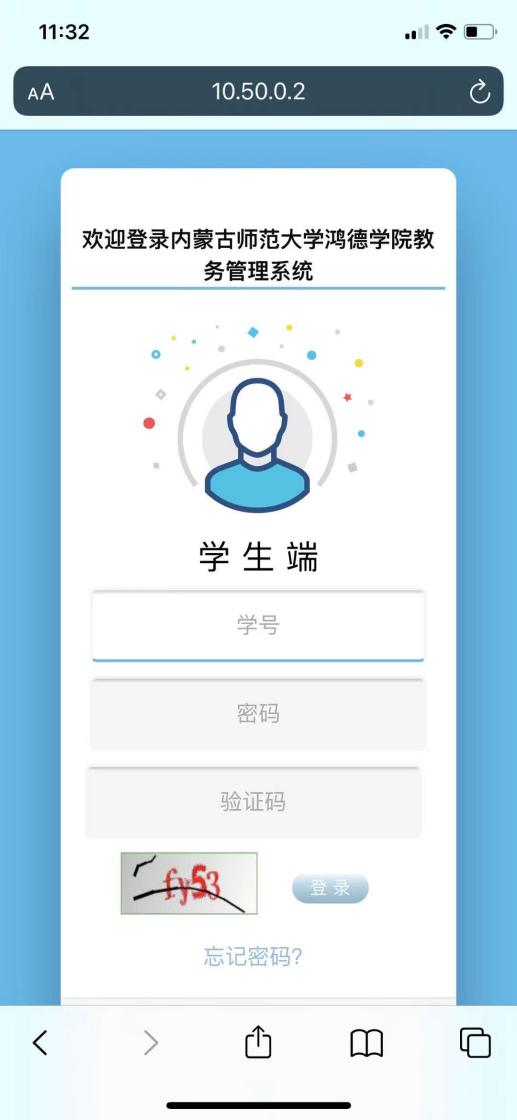 11:32
AA
10.50.0.2
欢迎登录内蒙古师范大学鸿德学院教
务管理系统
学生端
学号
密码
验证码
fy53
登录
忘记密码?